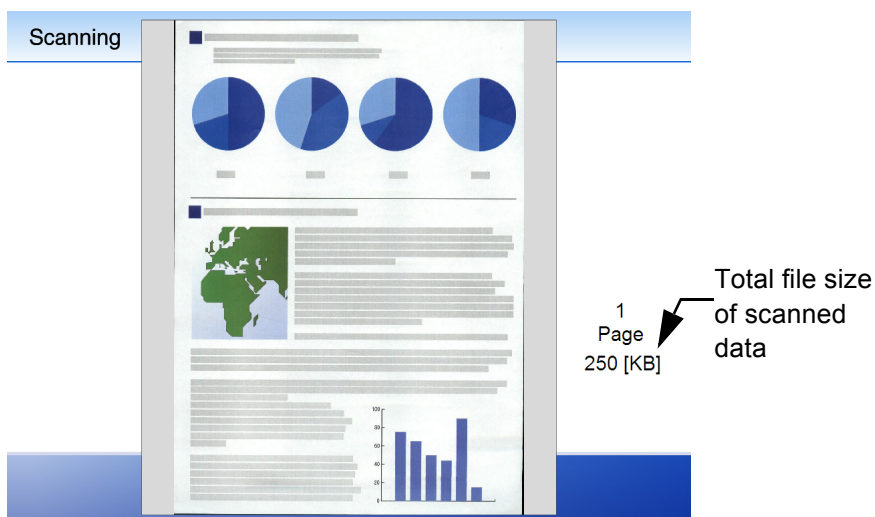 Scanning
1
Page
250 [KB]
Total file size
of scanned
data
100
80
60
40
20
0